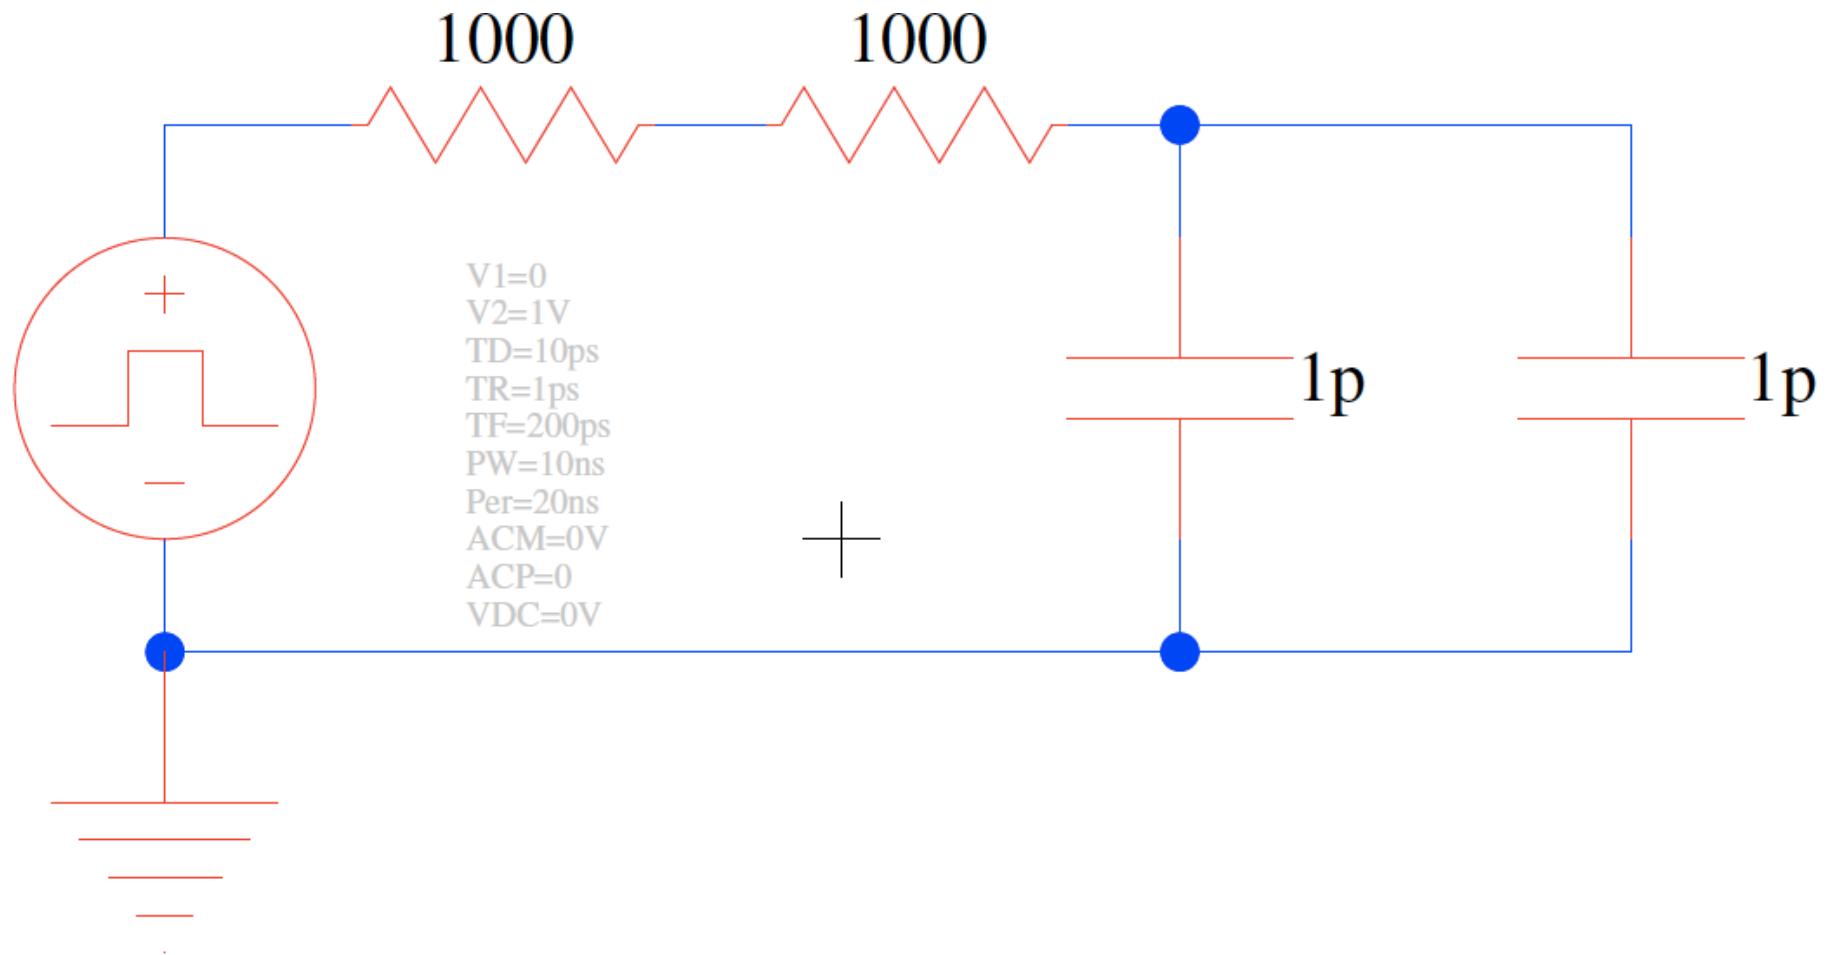 1000
1000
V1=0
V2=1V
TD=10ps
TR=1ps
TF=200ps
PW=10ns
Per=20ns
ACM=0V
ACP=0
VDC=0V
1p
1p